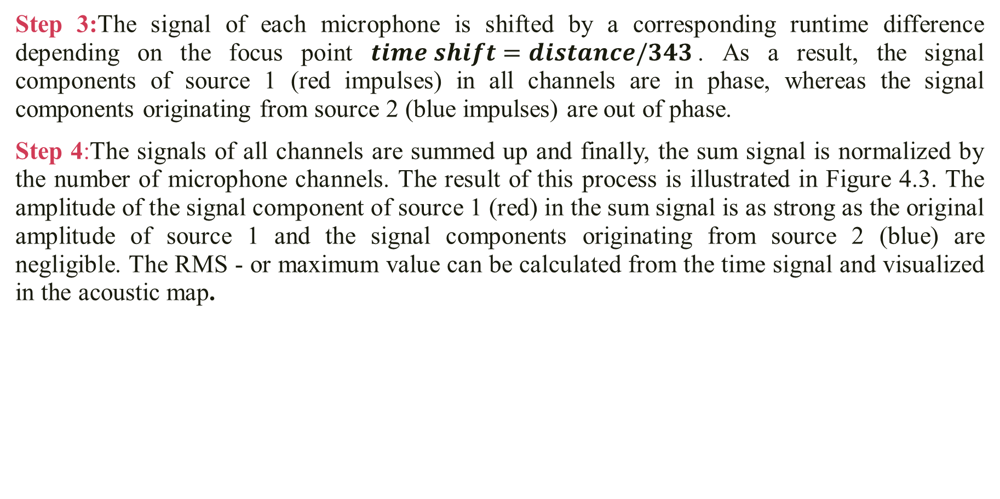 Step 3:The signal of each microphone is shifted by a corresponding runtime difference
depending on the focus point time shift = distance/343 . As a result, the signal
components of source 1 (red impulses) in all channels are in phase, whereas the signal
components originating from source 2 (blue impulses) are out of phase.
Step 4:The signals of all channels are summed up and finally, the sum signal is normalized by
the number of microphone channels. The result of this process is illustrated in Figure 4.3. The
amplitude of the signal component of source 1 (red) in the sum signal is as strong as the original
amplitude of source 1 and the signal components originating from source 2 (blue) are
negligible. The RMS - or maximum value can be calculated from the time signal and visualized
in the acoustic map.